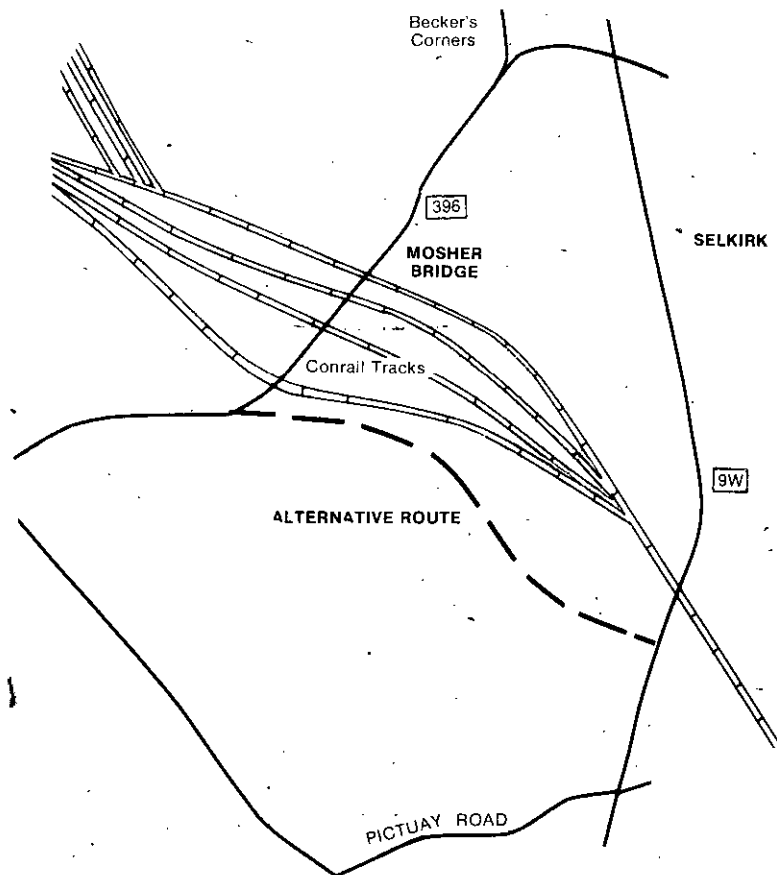 Becker's
Corners
396
MOSHER
BRIDGE
SELKIRK
Conrail Tracks
9W
ALTERNATIVE ROUTE
PICTUAY ROAD